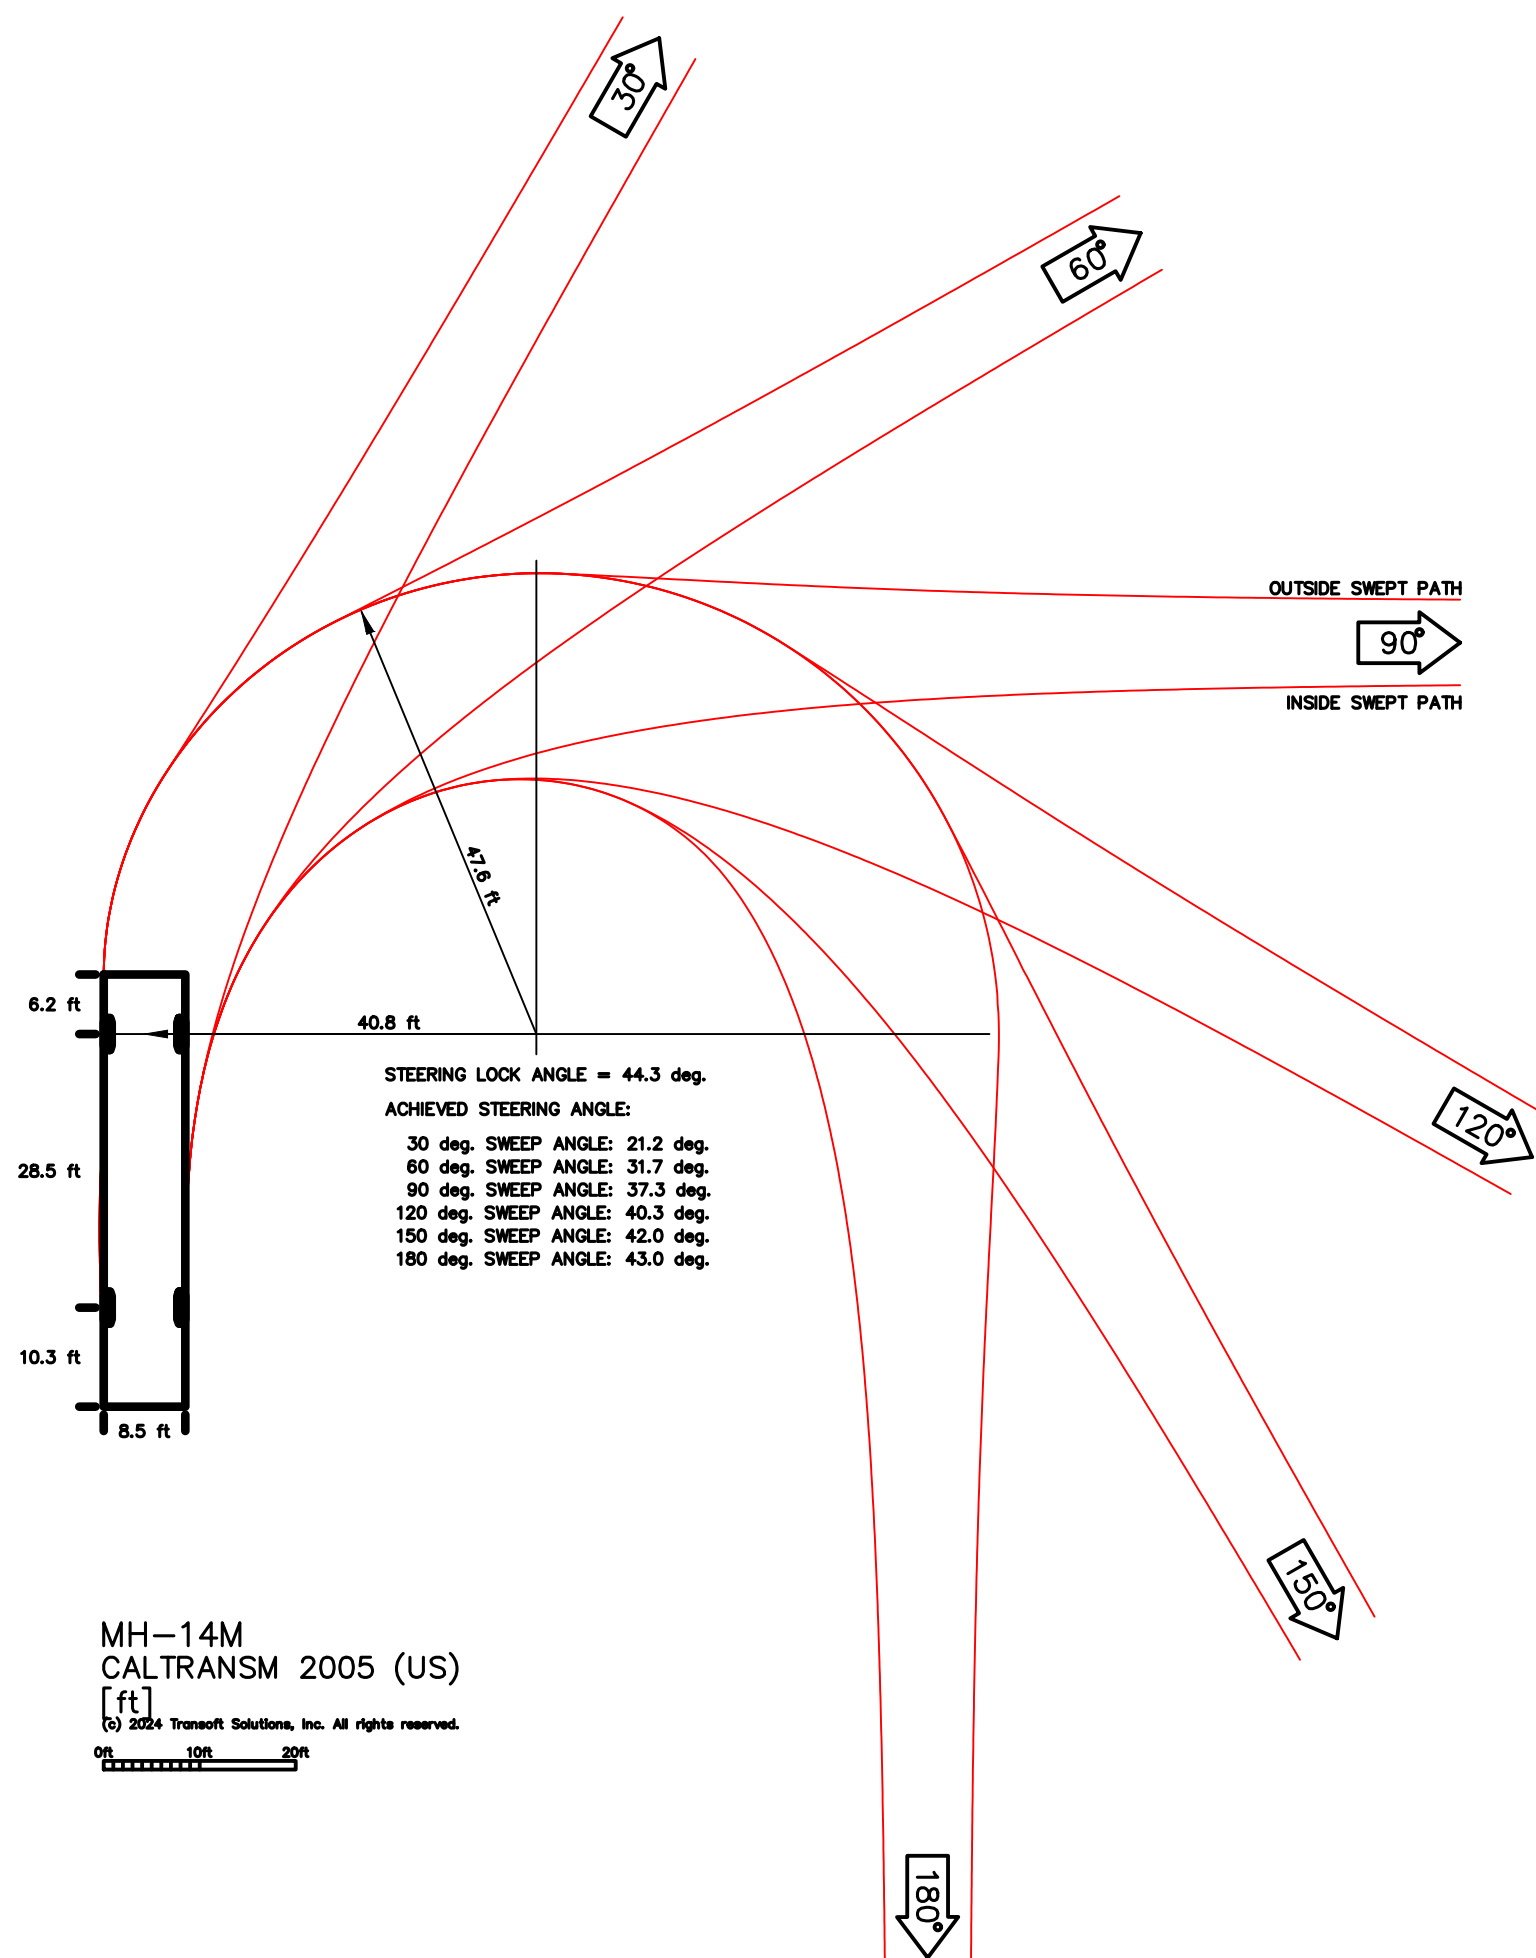 30°
60°
OUTSIDE SWEPT PATH
90°
INSIDE SWEPT PATH
47.6 ft
6.2 ft
40.8 ft
STEERING LOCK ANGLE = 44.3 deg.
ACHIEVED STEERING ANGLE:
30 deg. SWEEP ANGLE: 21.2 deg.
60 deg. SWEEP ANGLE: 31.7 deg.
90 deg. SWEEP ANGLE: 37.3 deg.
120 deg. SWEEP ANGLE: 40.3 deg.
150 deg. SWEEP ANGLE: 42.0 deg.
180 deg. SWEEP ANGLE: 43.0 deg.
120°
28.5 ft
10.3 ft
8.5 ft
150°
MH-14M
CALTRANSM 2005 (US)
[ft]
(c) 2024 Transoft Solutions, Inc. All rights reserved.
0ft 10ft 20ft
180°